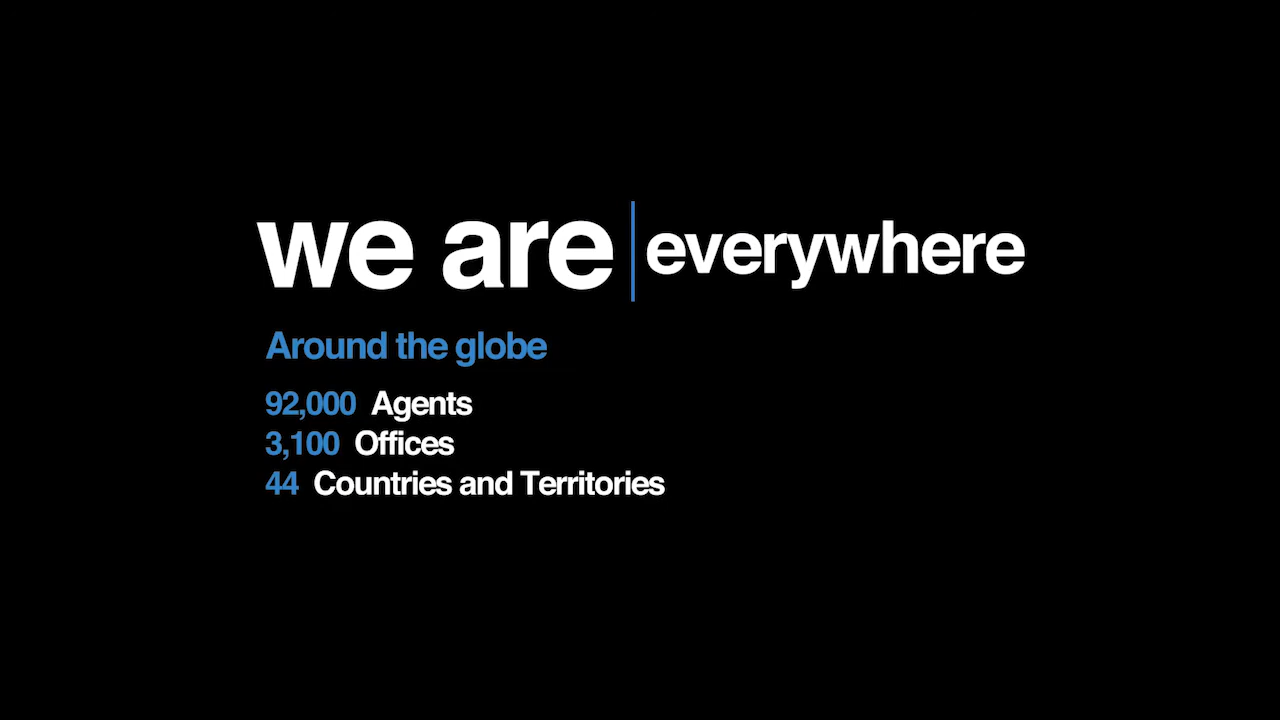 we are everywhere
Around the globe
92,000 Agents
3,100 Offices
44 Countries and Territories